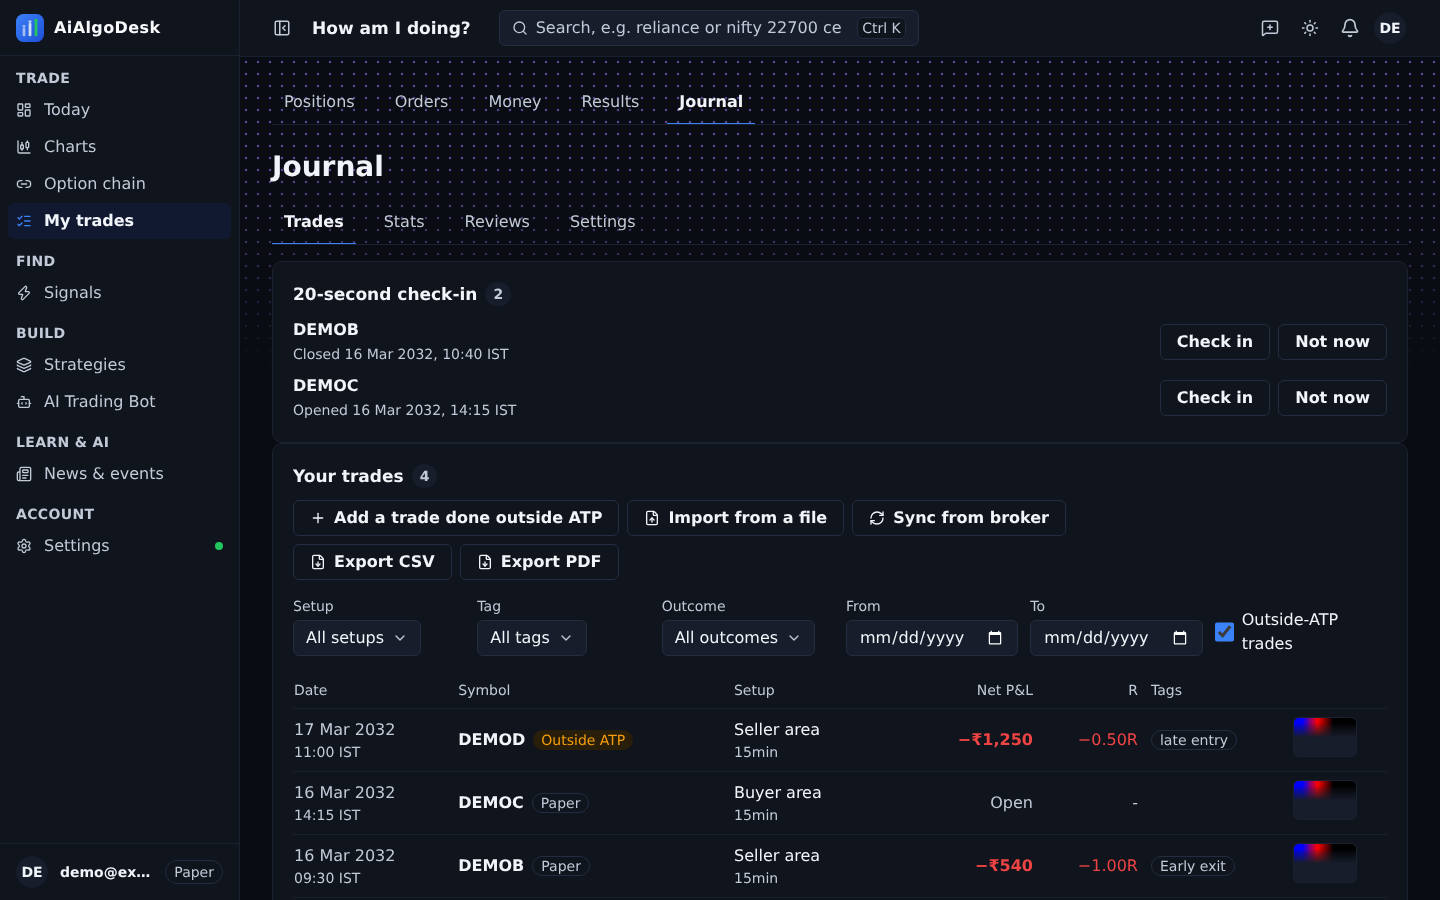 AiAlgoDesk
How am I doing?
Search, e.g. reliance or nifty 22700 ce
Ctrl K
DE
TRADE
Today
Charts
Option chain
My trades
FIND
Signals
BUILD
Strategies
AI Trading Bot
LEARN & AI
News & events
ACCOUNT
Settings
DE
demo@ex...
Paper
Positions
Orders
Money
Results
Journal
Journal
Trades
Stats
Reviews
Settings
20-second check-in 2
DEMOB
Closed 16 Mar 2032, 10:40 IST
Check in
Not now
DEMOC
Opened 16 Mar 2032, 14:15 IST
Check in
Not now
Your trades 4
Add a trade done outside ATP
Import from a file
Sync from broker
Export CSV
Export PDF
Setup
Tag
Outcome
From
To
All setups
All tags
All outcomes
mm/dd/yyyy
mm/dd/yyyy
Outside-ATP
trades
Date
Symbol
Setup
Net P&L
R
Tags
17 Mar 2032
11:00 IST
DEMOD
Outside ATP
Seller area
15min
−₹1,250
−0.50R
late entry
16 Mar 2032
14:15 IST
DEMOC
Paper
Buyer area
15min
Open
-
16 Mar 2032
09:30 IST
DEMOB
Paper
Seller area
15min
−₹540
−1.00R
Early exit